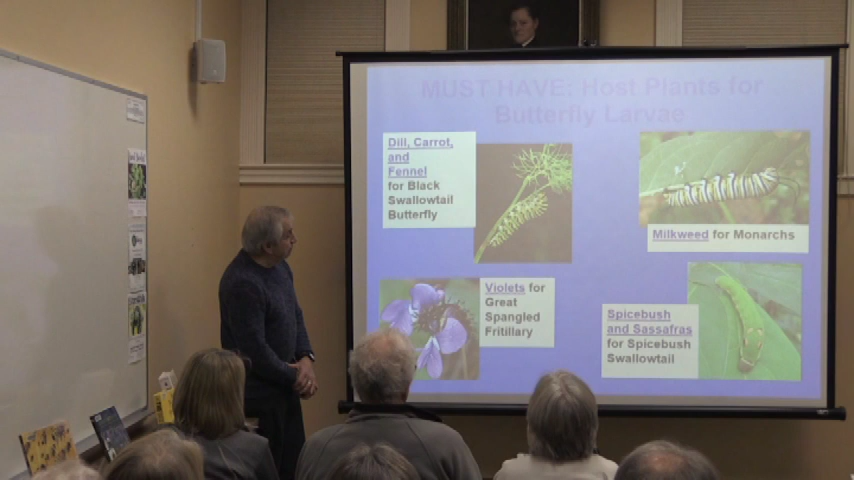 MUST HAVE: Host Plants for
Butterfly Larvae
Dill, Carrot,
and
Fennel
for Black
Swallowtail
Butterfly
Milkweed for Monarchs
Violets for
Great
Spangled
Fritillary
Spicebush
and Sassafras
for Spicebush
Swallowtail